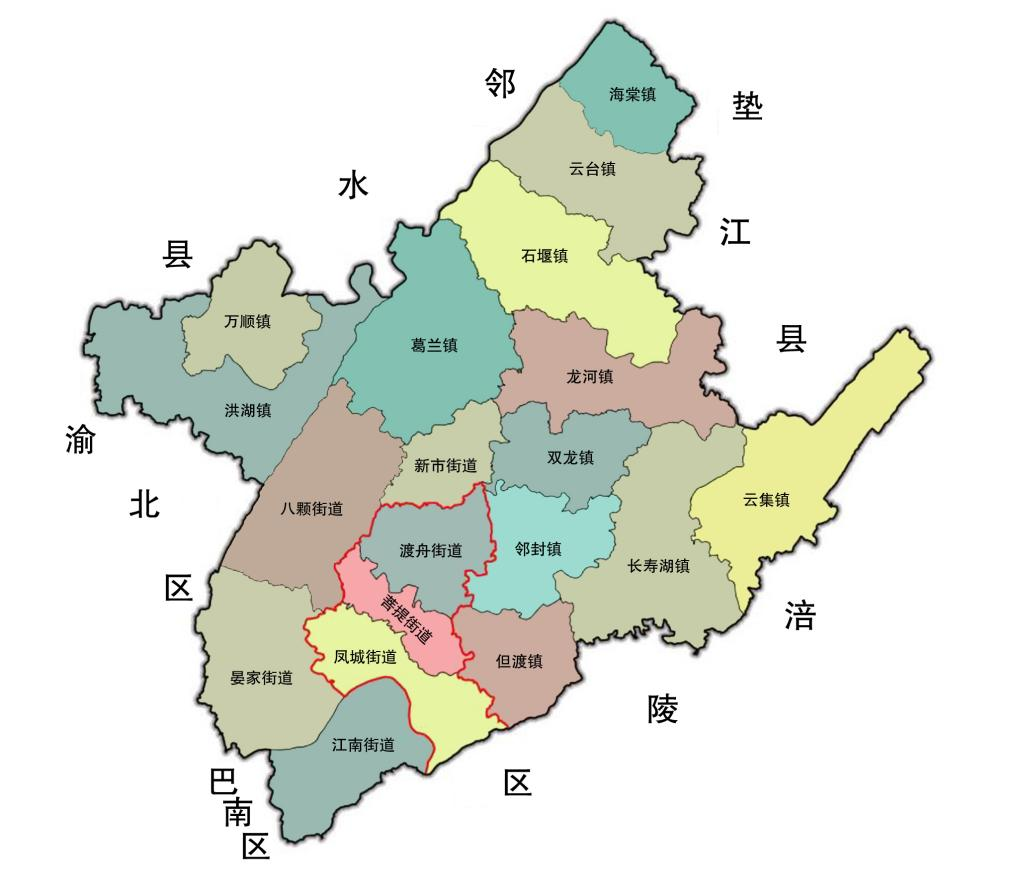 邻
水
县
垫
江
县
渝
北
区
巴
南
区
涪
陵
区
海棠镇
云台镇
石堰镇
万顺镇
葛兰镇
龙河镇
洪湖镇
新市街道
双龙镇
云集镇
八颗街道
渡舟街道
邻封镇
长寿湖镇
菩提街道
凤城街道
但渡镇
晏家街道
江南街道